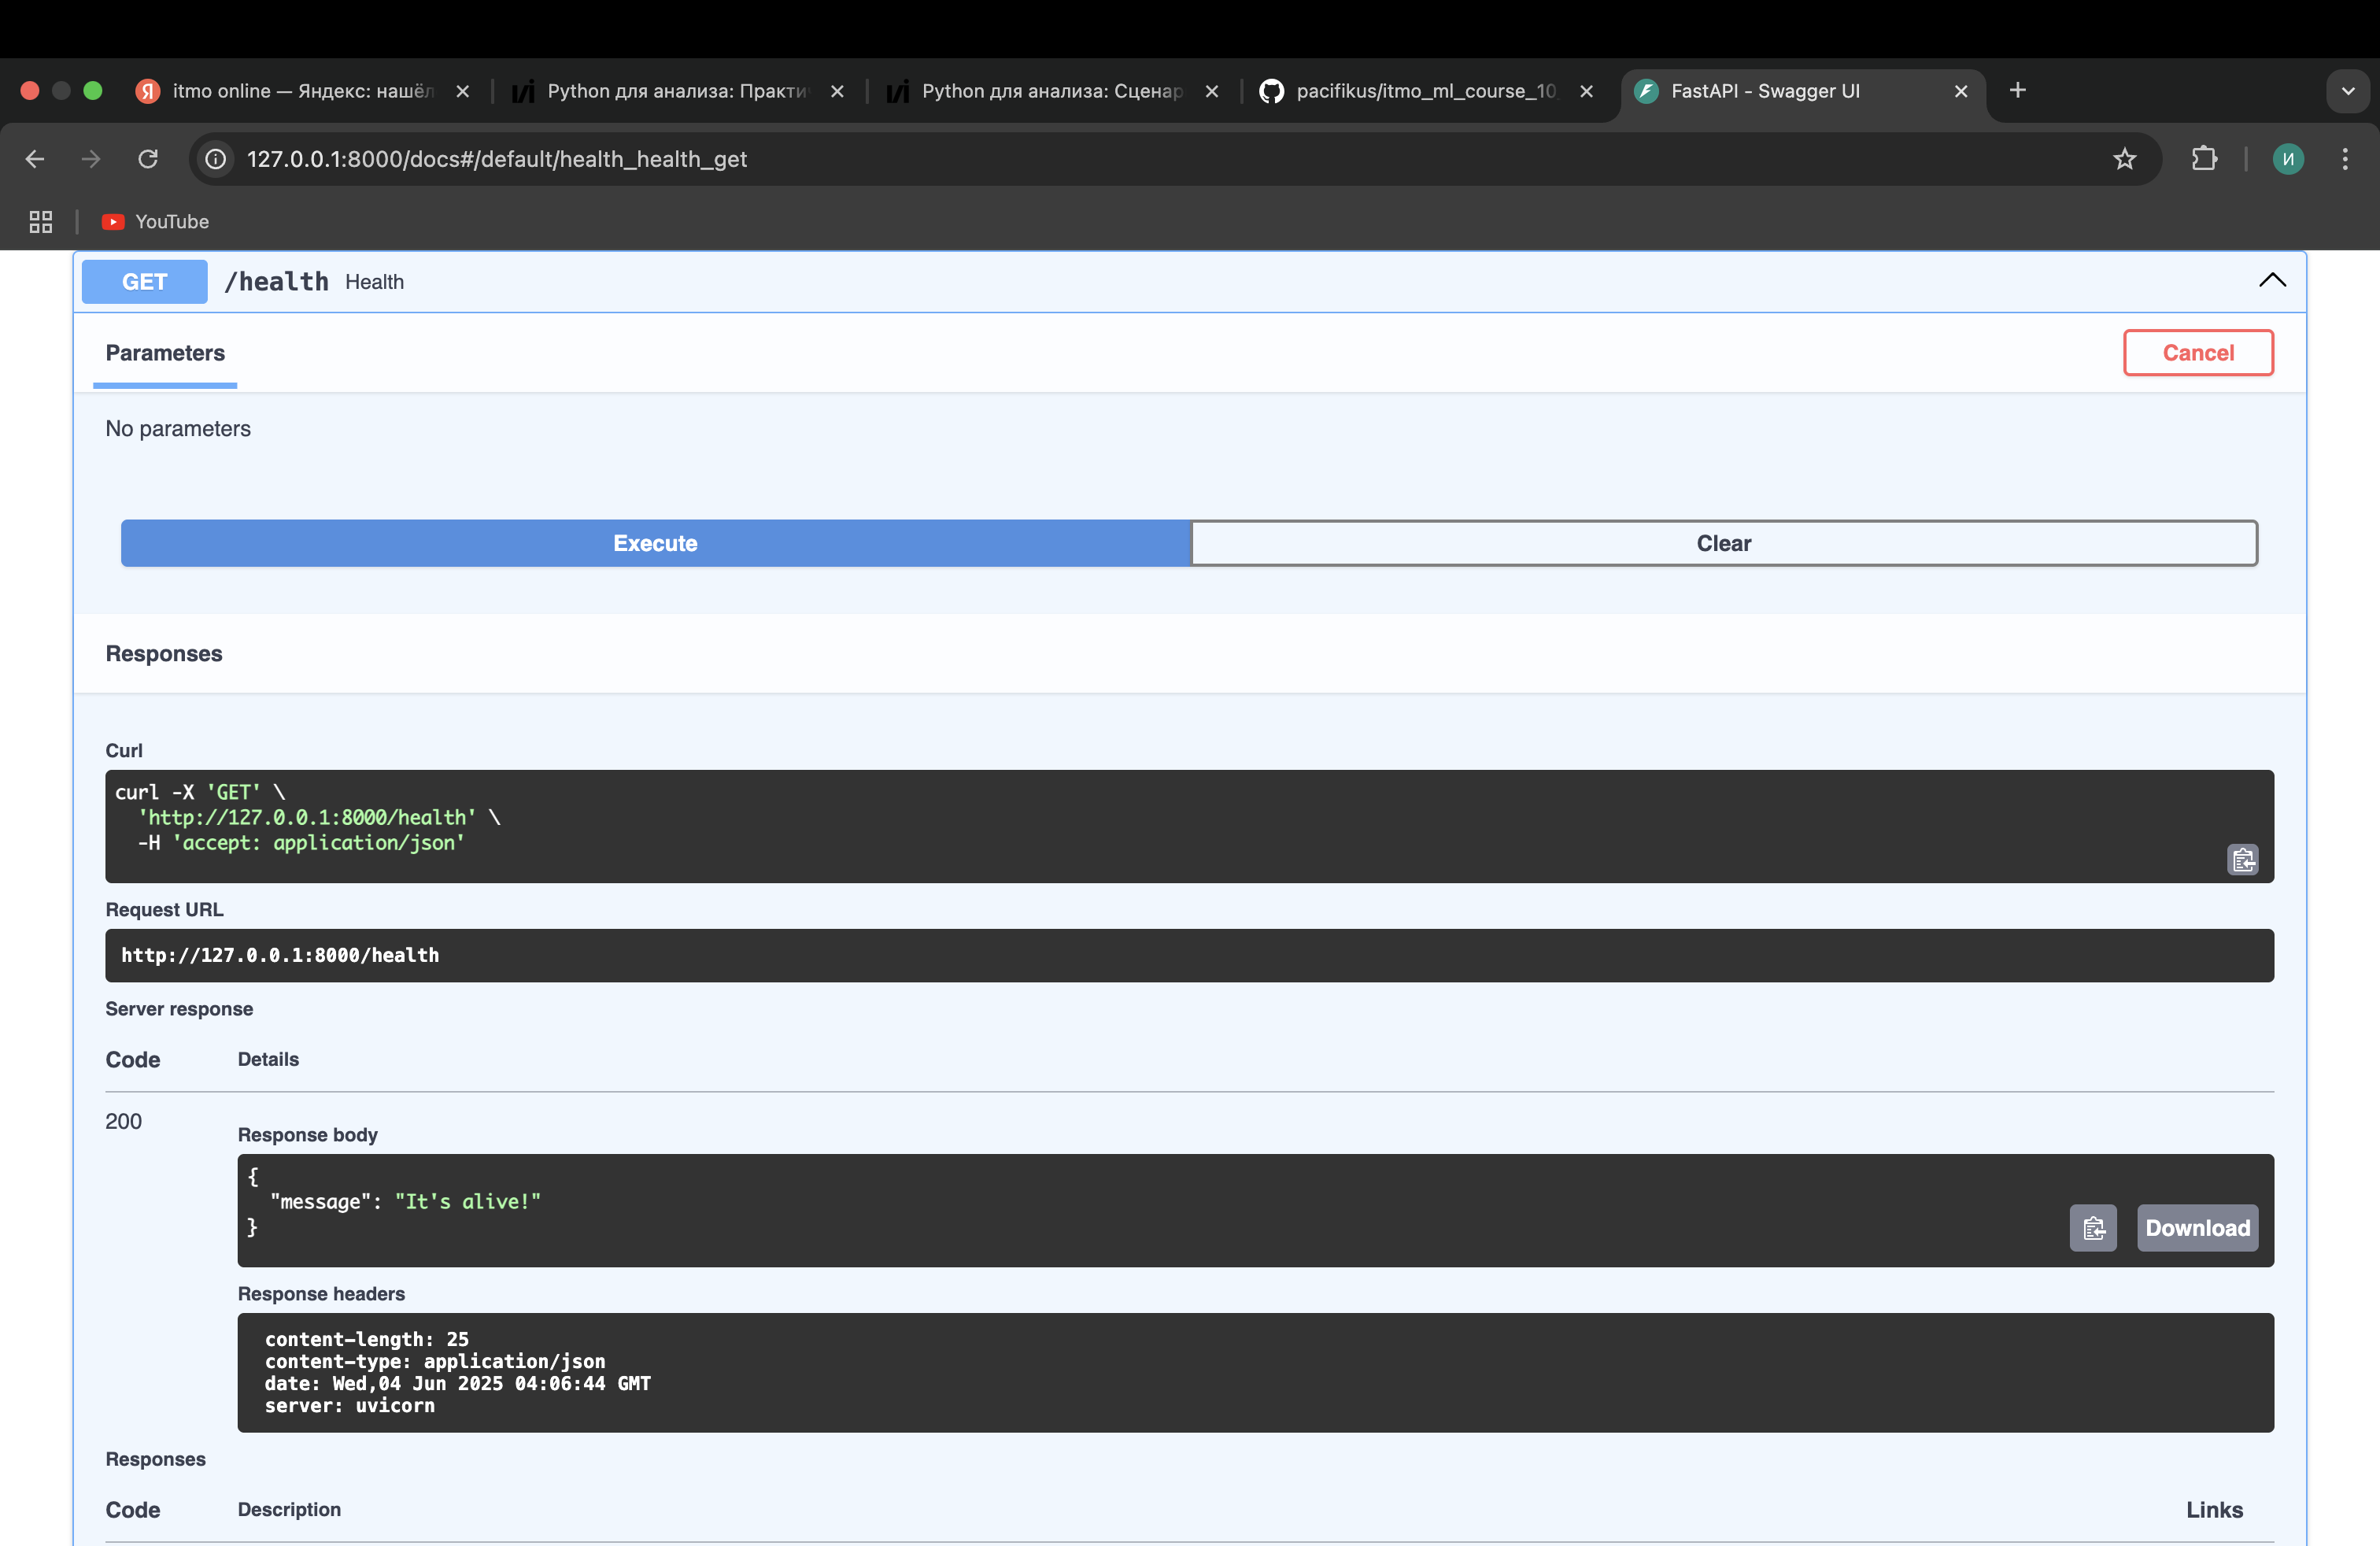 itmo online — Яндекс: нашёл
Python для анализа: Практи
Python для анализа: Сценар
pacifikus/itmo_ml_course_10
FastAPI - Swagger UI
127.0.0.1:8000/docs#/default/health_health_get
И
YouTube
GET /health Health
Parameters
Cancel
No parameters
Execute
Clear
Responses
Curl
curl -X 'GET' \
'http://127.0.0.1:8000/health' \
-H 'accept: application/json'
Request URL
http://127.0.0.1:8000/health
Server response
Code Details
200
Response body
{
"message": "It's alive!"
}
Download
Response headers
content-length: 25
content-type: application/json
date: Wed,04 Jun 2025 04:06:44 GMT
server: uvicorn
Responses
Code Description Links